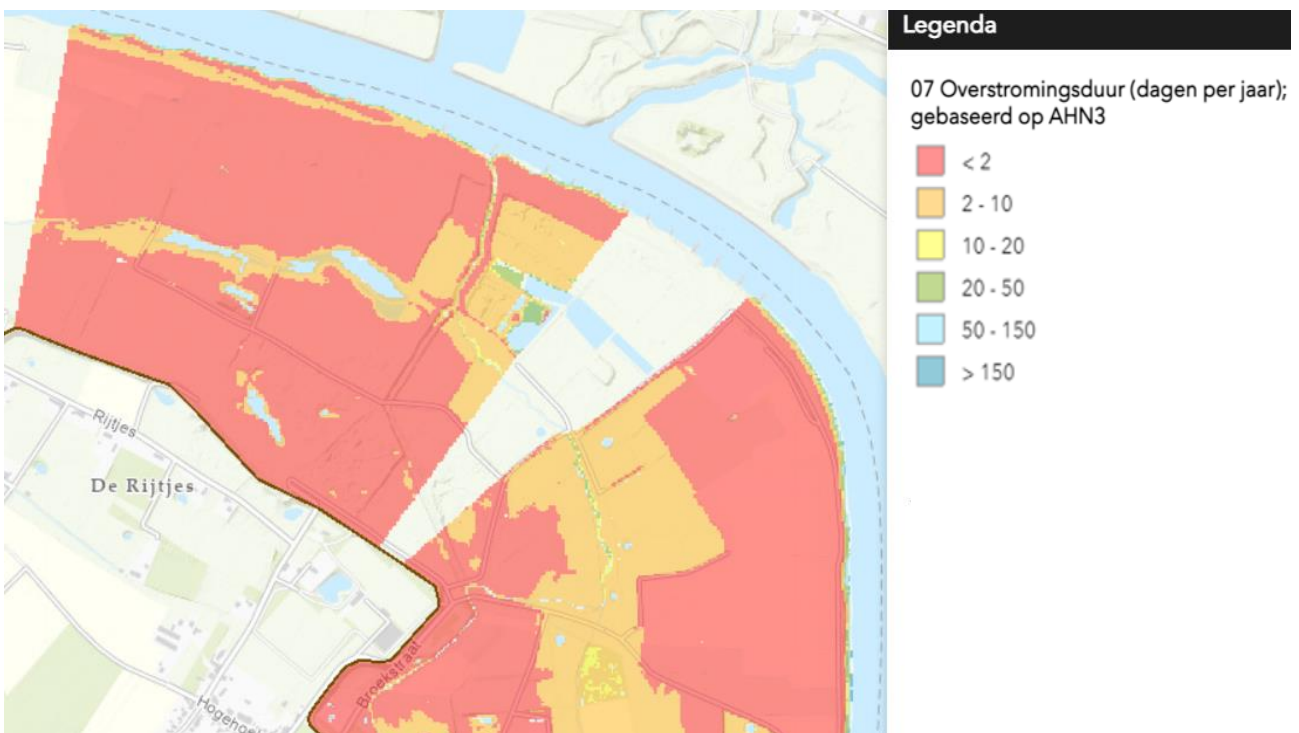 Legenda
07 Overstromingsduur (dagen per jaar);
gebaseerd op AHN3
< 2
2 - 10
10 - 20
20 - 50
50 - 150
> 150
Rijtjes
De Rijtjes
Broekstraat